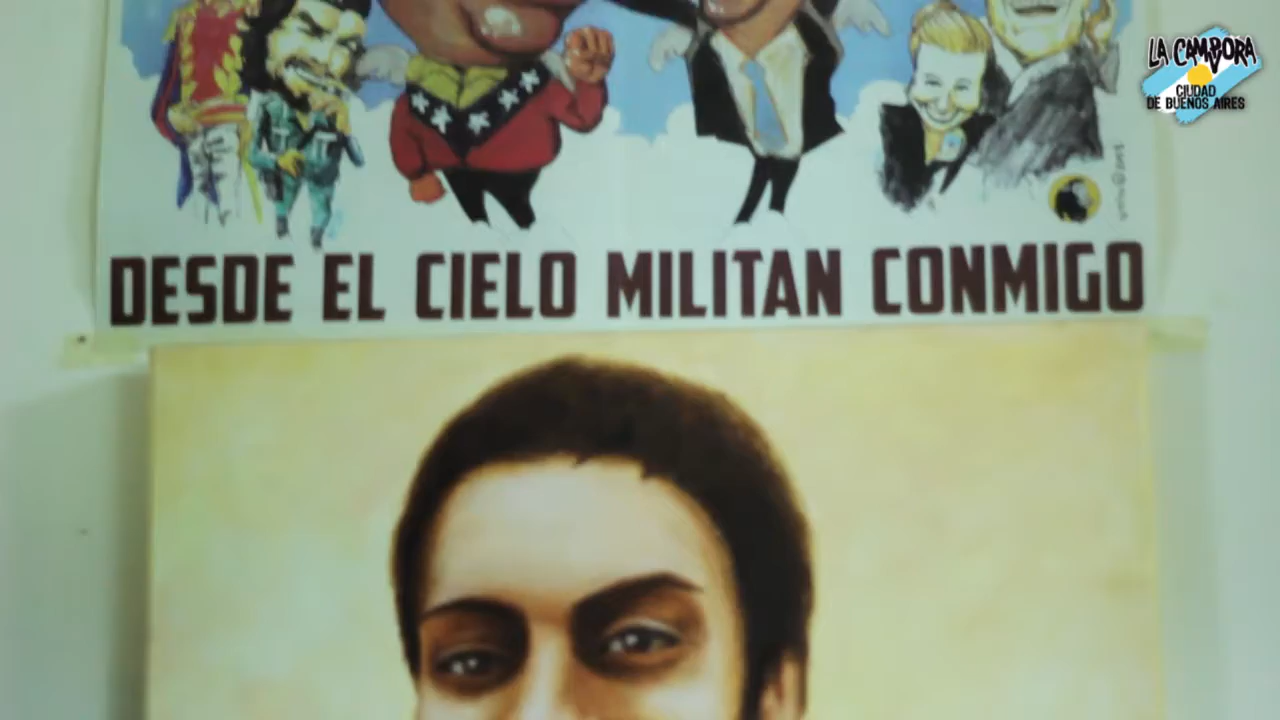 LA CAMPORA
CIUDAD
DE BUENOS AIRES
DESDE EL CIELO MILITAN CONMIGO